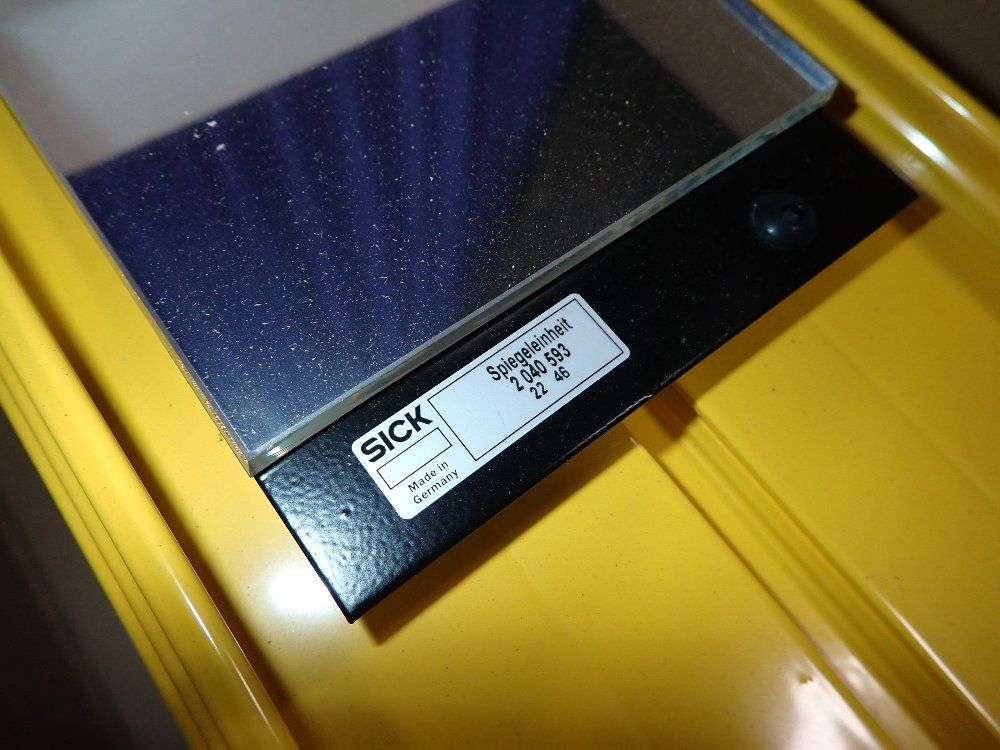 SICK
Made in
Germany
Spiegeleinheit
2 040 593
22 46